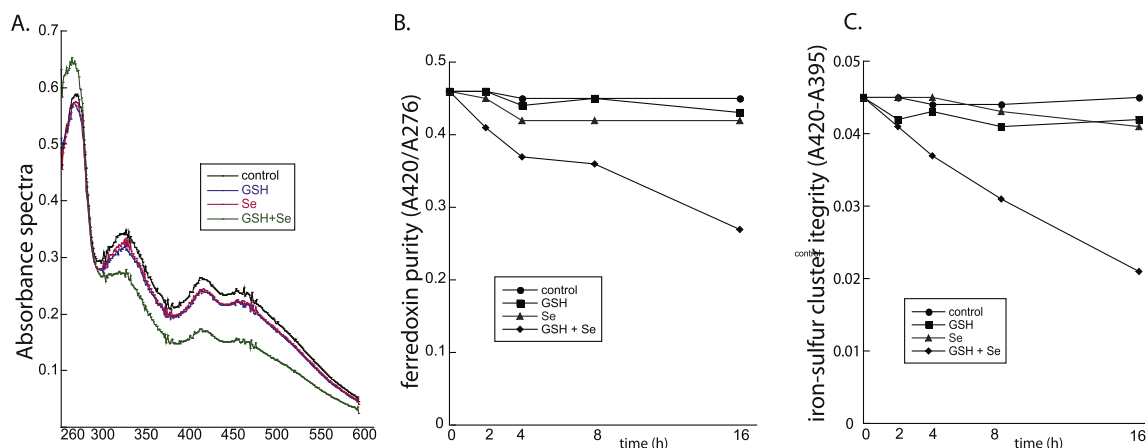 A.
Absorbance spectra
0.7
0.6
0.5
0.4
0.3
0.2
0.1
260 300 350 400 450 500 550 600
control
GSH
Se
GSH+Se
B.
ferredoxin purity (A420/A276)
0.5
0.4
0.3
0.2
0.1
0
0 2 4 8 16
time (h)
control
GSH
Se
GSH + Se
C.
iron-sulfur cluster itegrity (A420-A395)
0.05
0.04
0.03
0.02
0.01
0
0 2 4 8 16
time (h)
control
control
GSH
Se
GSH + Se